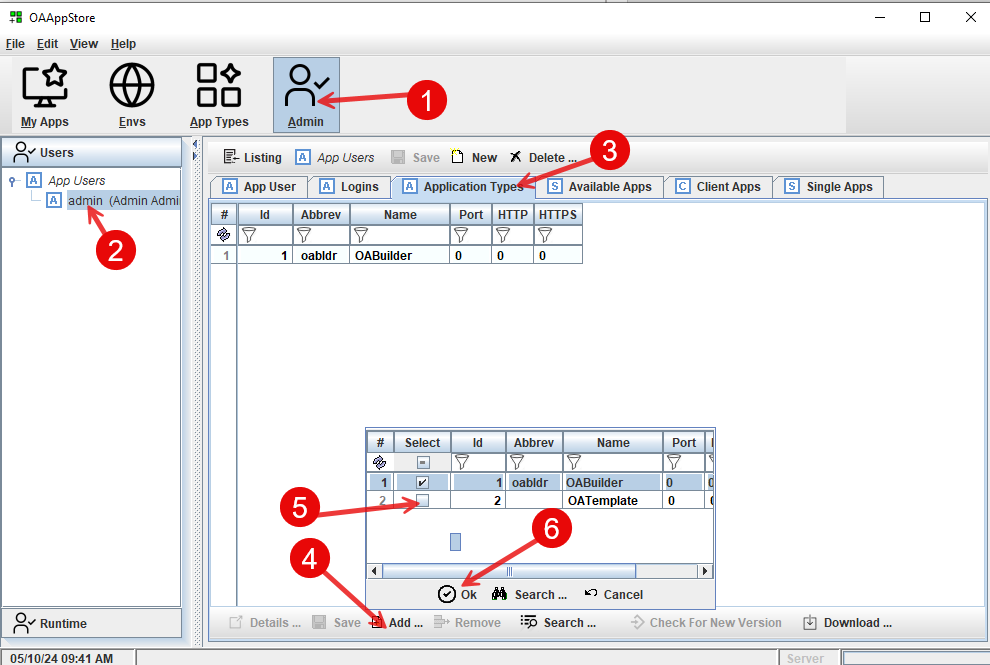 OAAppStore
File Edit View Help
My Apps Envs App Types Admin 1
Users
Listing A App Users Save New Delete ... 3
A App Users
A admin (Admin Admi
2
A App User A Logins A Application Types S Available Apps C Client Apps S Single Apps
# Id Abbrev Name Port HTTP HTTPS
1 1 oabldr OABuilder 0 0 0
# Select Id Abbrev Name Port
1 1 oabldr OABuilder 0
2 2 OATemplate 0
5
6
4
Ok Search ... Cancel
Runtime
Details ... Save Add ... Remove Search ... Check For New Version Download ...
05/10/24 09:41 AM Server